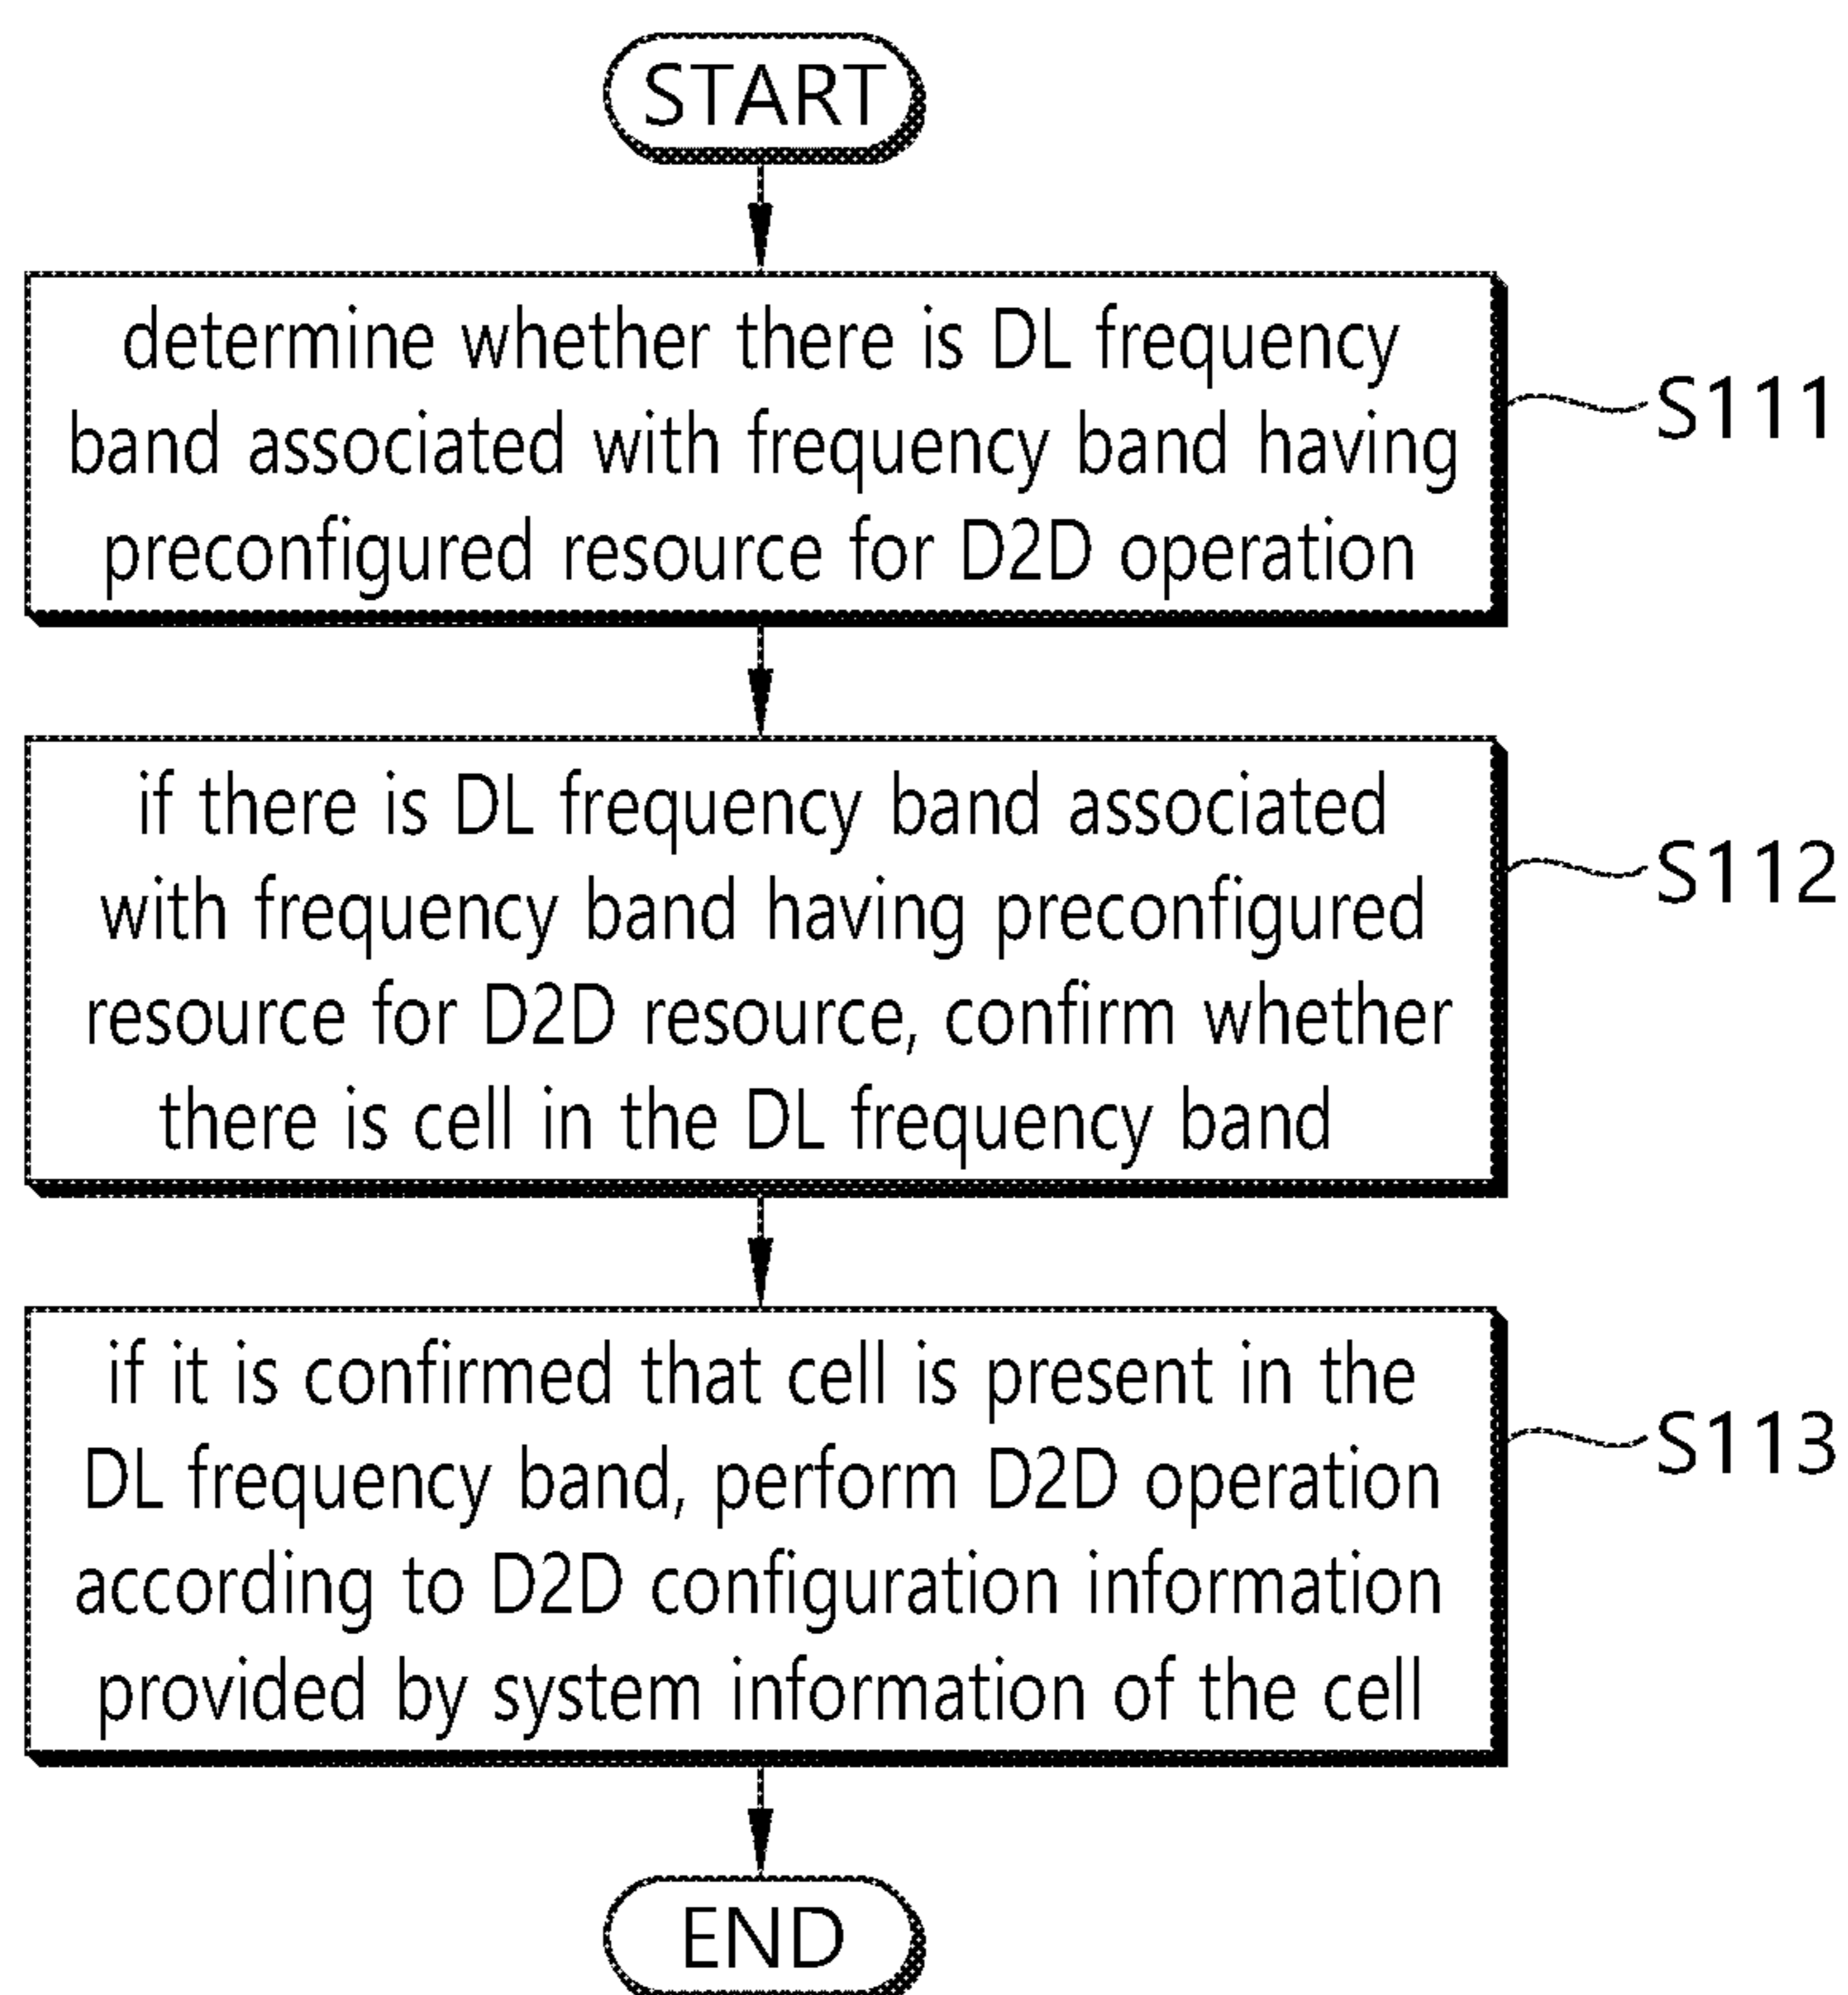 START
determine whether there is DL frequency
band associated with frequency band having
preconfigured resource for D2D operation
S111
if there is DL frequency band associated
with frequency band having preconfigured
resource for D2D resource, confirm whether
there is cell in the DL frequency band
S112
if it is confirmed that cell is present in the
DL frequency band, perform D2D operation
according to D2D configuration information
provided by system information of the cell
S113
END